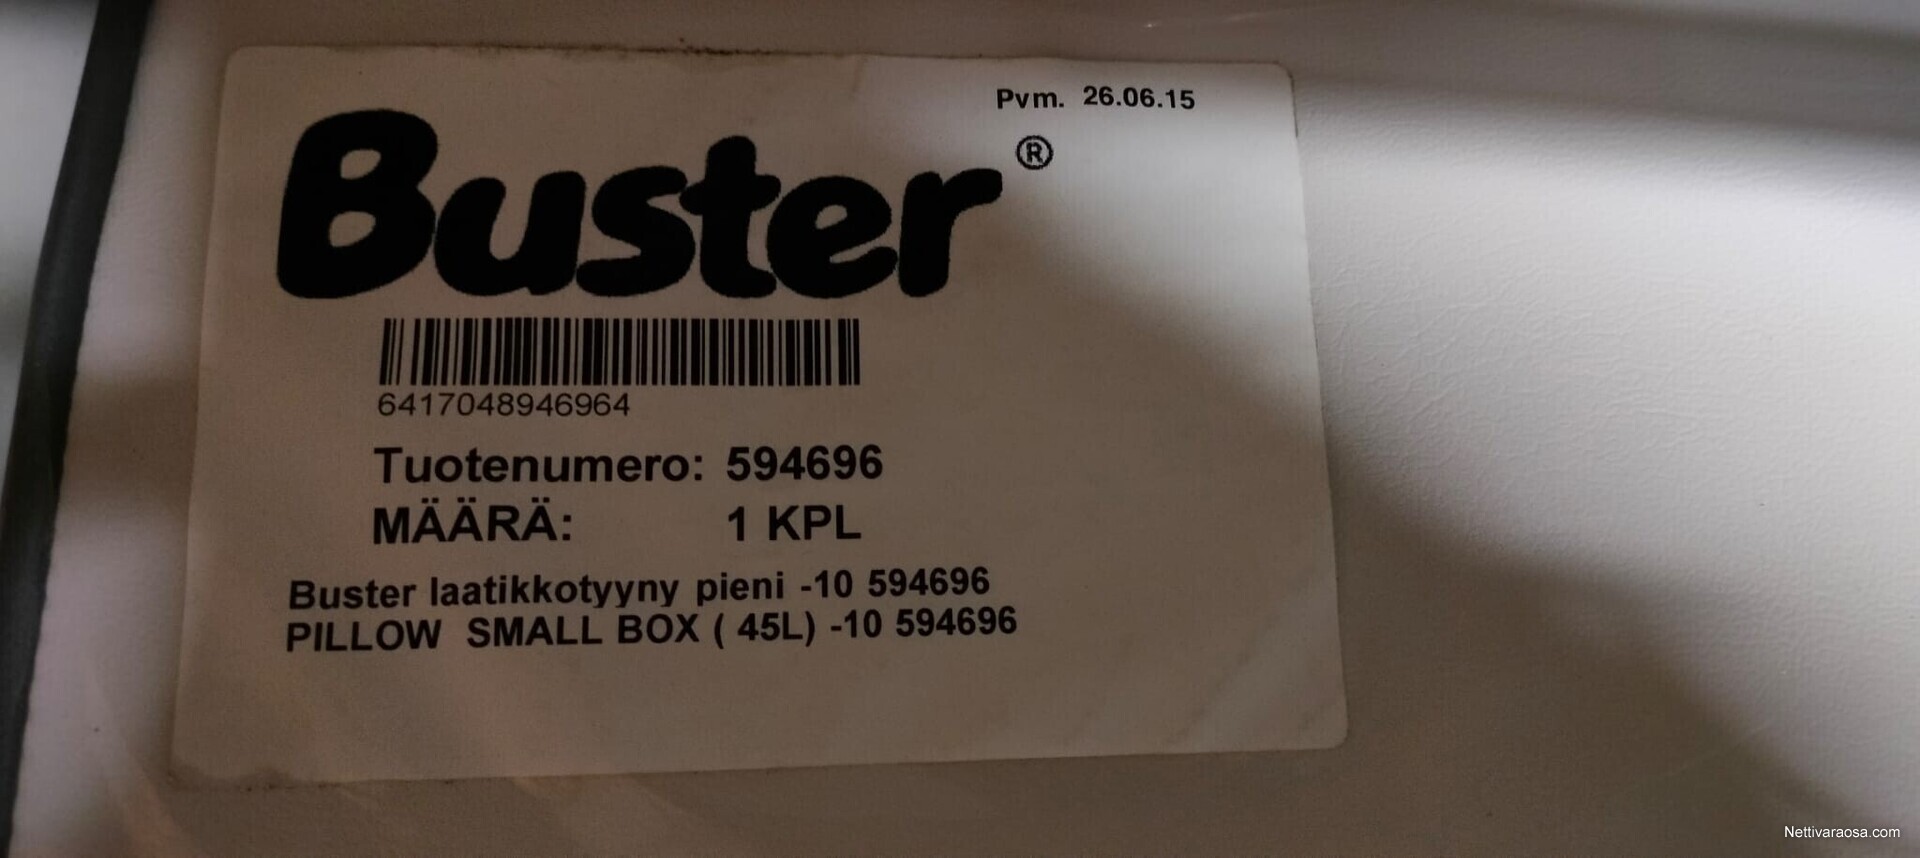 Pvm. 26.06.15
Buster®
6417048946964
Tuotenumero: 594696
MÄÄRÄ: 1 KPL
Buster laatikkotyyny pieni -10 594696
PILLOW SMALL BOX ( 45L) -10 594696
Nettivaraosa.com